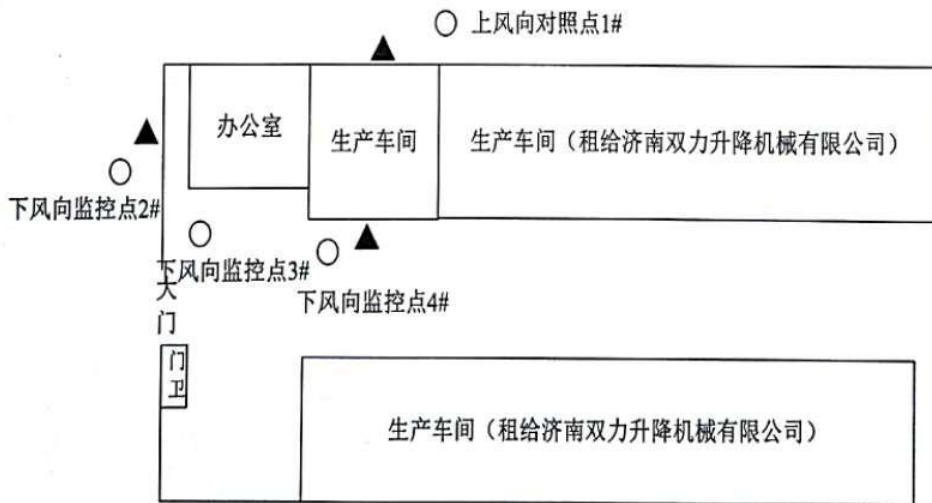 上风向对照点1#
办公室
生产车间
生产车间（租给济南双力升降机械有限公司）
下风向监控点2#
下风向监控点3#
下风向监控点4#
大
门
门
卫
生产车间（租给济南双力升降机械有限公司）